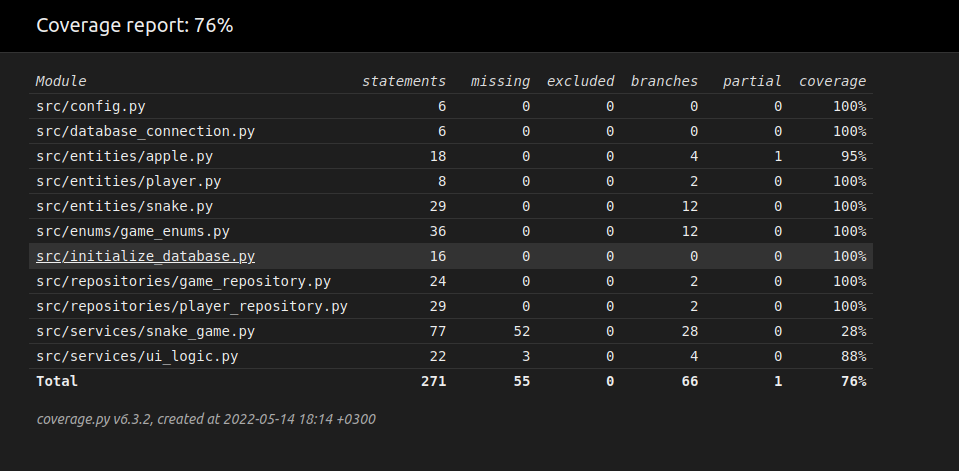 Coverage report: 76%
Module statements missing excluded branches partial coverage
src/config.py 6 0 0 0 0 100%
src/database_connection.py 6 0 0 0 0 100%
src/entities/apple.py 18 0 0 4 1 95%
src/entities/player.py 8 0 0 2 0 100%
src/entities/snake.py 29 0 0 12 0 100%
src/enums/game_enums.py 36 0 0 12 0 100%
src/initialize_database.py 16 0 0 0 0 100%
src/repositories/game_repository.py 24 0 0 2 0 100%
src/repositories/player_repository.py 29 0 0 2 0 100%
src/services/snake_game.py 77 52 0 28 0 28%
src/services/ui_logic.py 22 3 0 4 0 88%
Total 271 55 0 66 1 76%
coverage.py v6.3.2, created at 2022-05-14 18:14 +0300